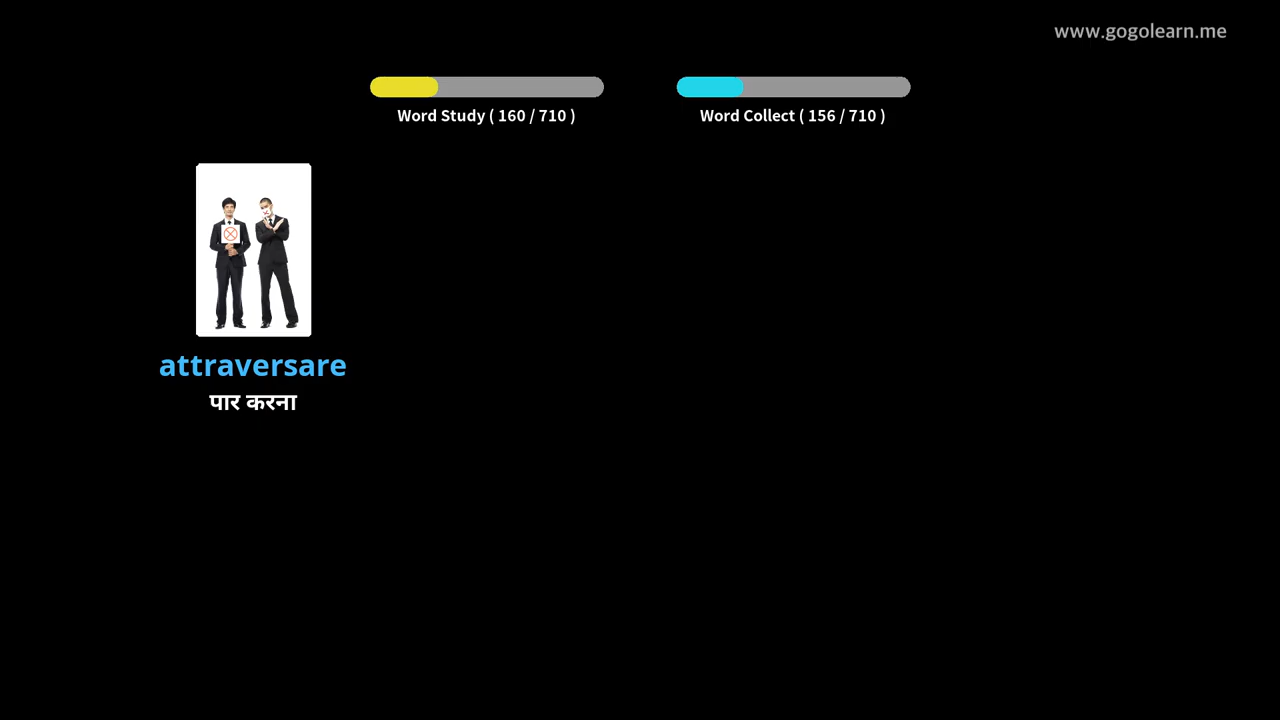 www.gogolearn.me
Word Study ( 160 / 710 )
Word Collect ( 156 / 710 )
attraversare
पार करना